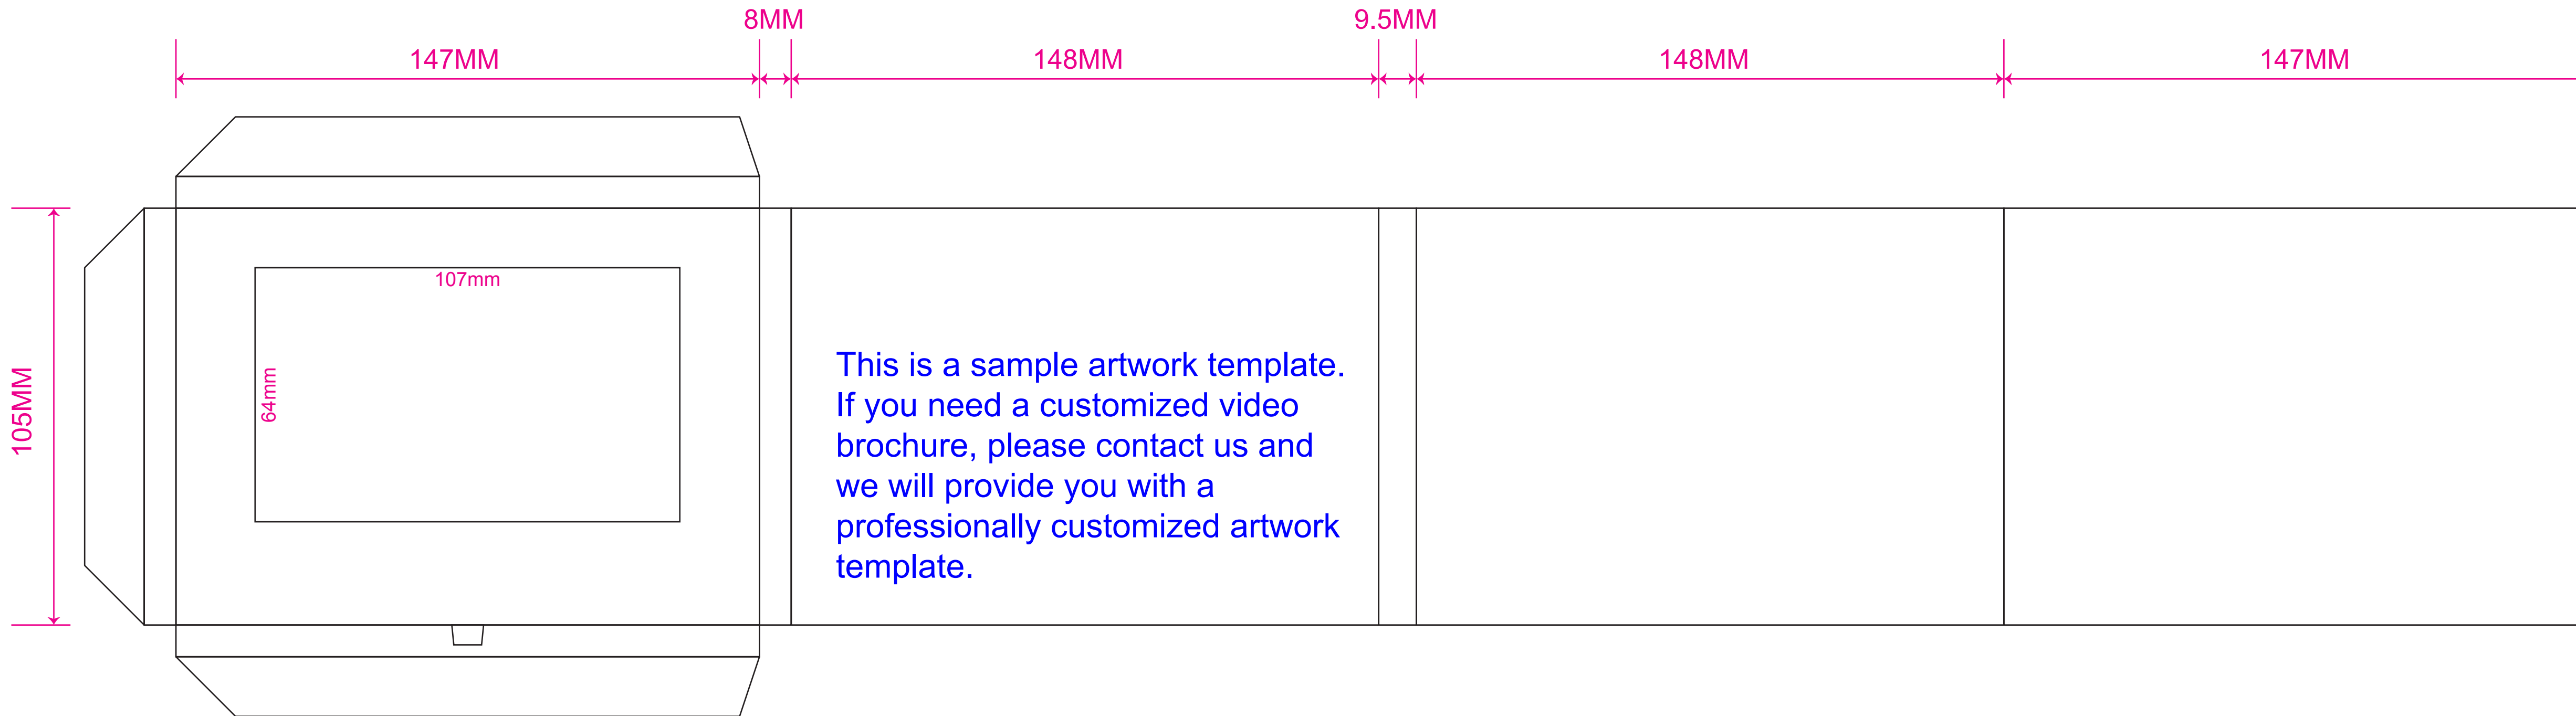 8MM
9.5MM
147MM
148MM
148MM
147MM
107mm
64mm
105MM
This is a sample artwork template.
If you need a customized video
brochure, please contact us and
we will provide you with a
professionally customized artwork
template.